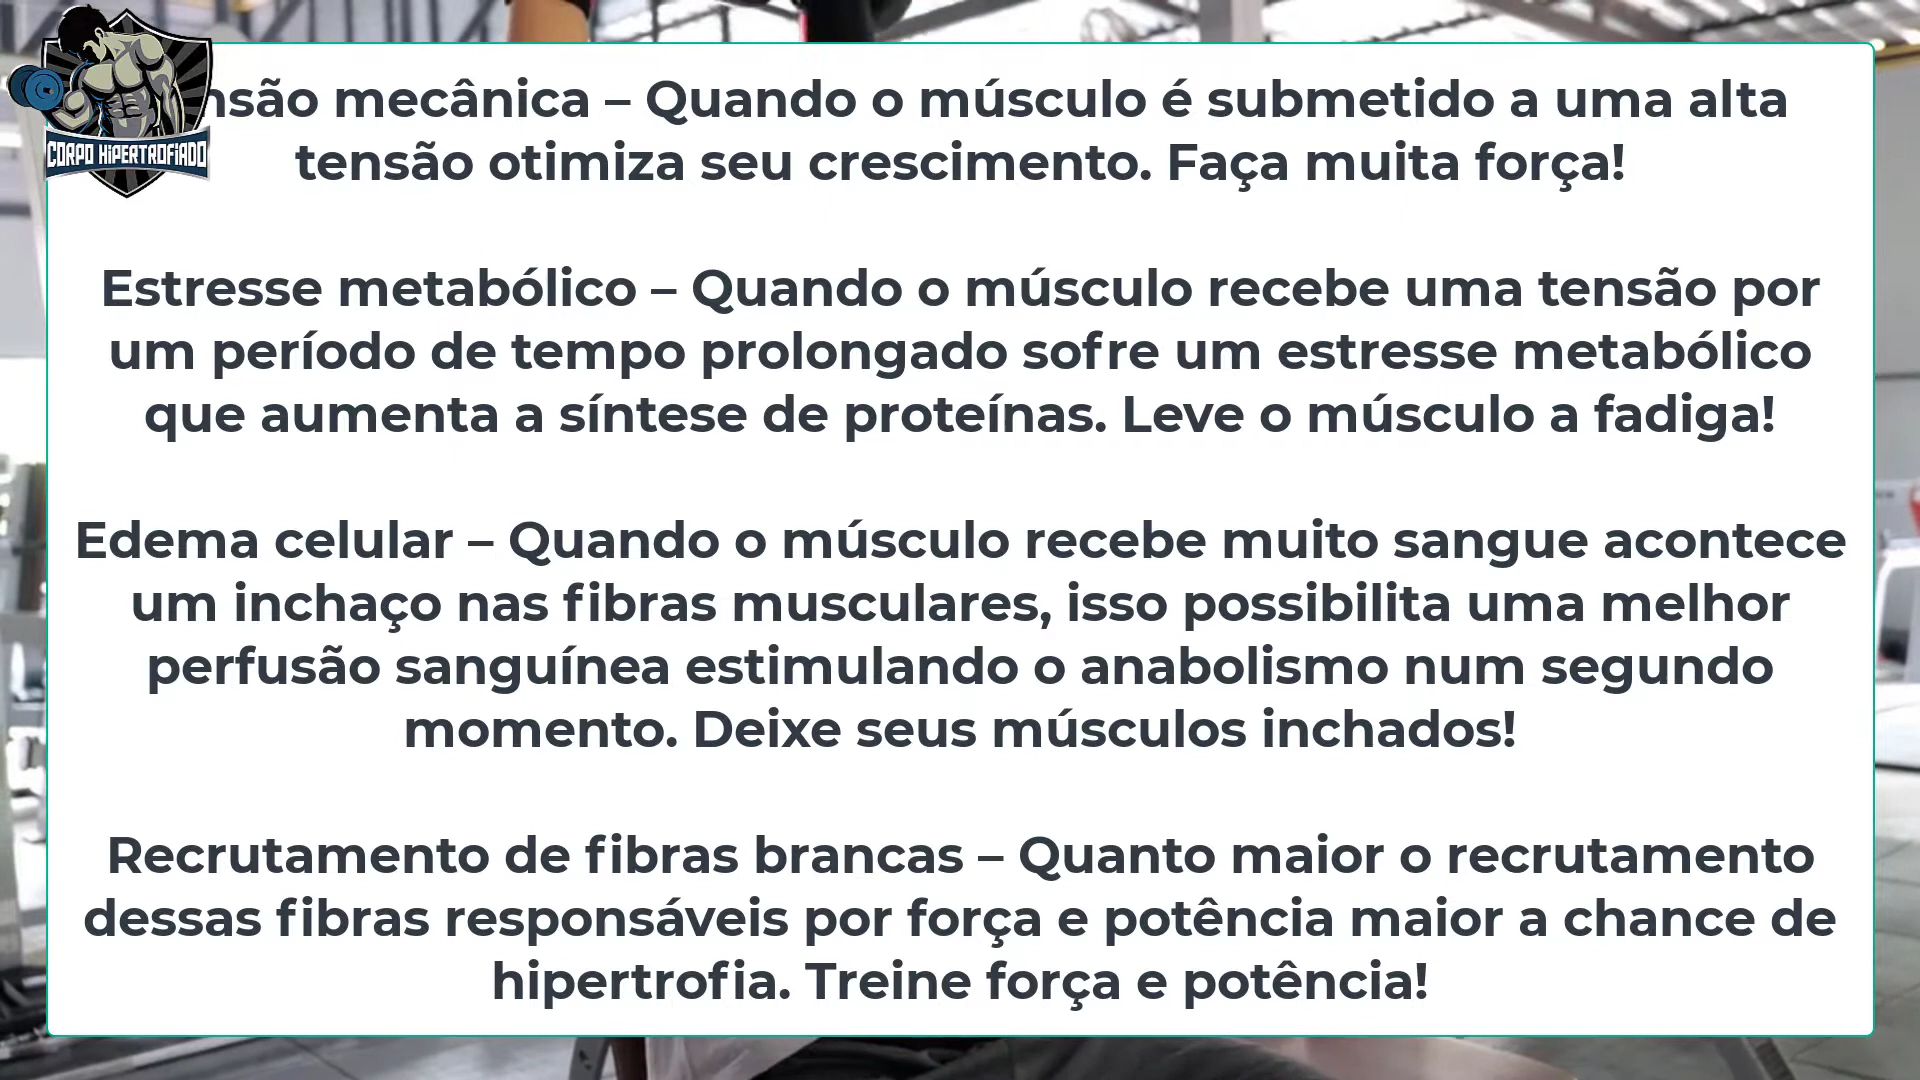 CORPO HIPERTROFIADO
mecânica – Quando o músculo é submetido a uma alta
tensão otimiza seu crescimento. Faça muita força!
Estresse metabólico – Quando o músculo recebe uma tensão por
um período de tempo prolongado sofre um estresse metabólico
que aumenta a síntese de proteínas. Leve o músculo a fadiga!
Edema celular – Quando o músculo recebe muito sangue acontece
um inchaço nas fibras musculares, isso possibilita uma melhor
perfusão sanguínea estimulando o anabolismo num segundo
momento. Deixe seus músculos inchados!
Recrutamento de fibras brancas – Quanto maior o recrutamento
dessas fibras responsáveis por força e potência maior a chance de
hipertrofia. Treine força e potência!